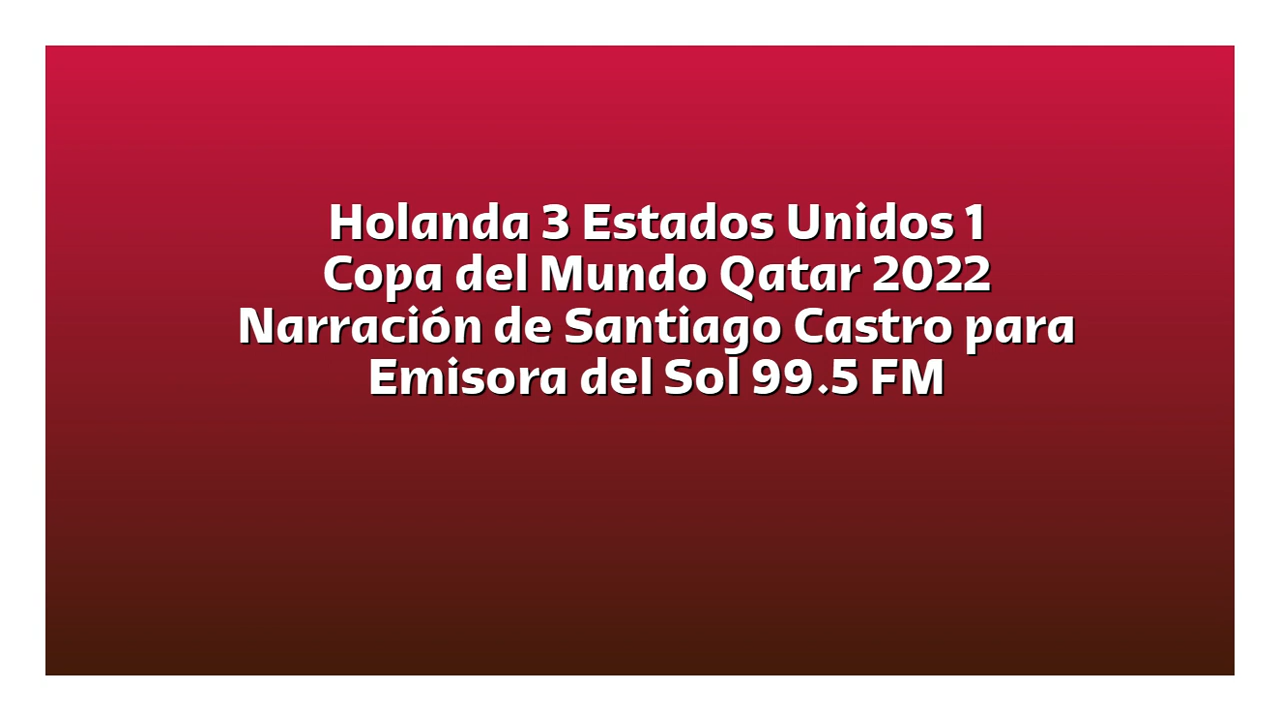 Holanda 3 Estados Unidos 1
Copa del Mundo Qatar 2022
Narración de Santiago Castro para
Emisora del Sol 99.5 FM